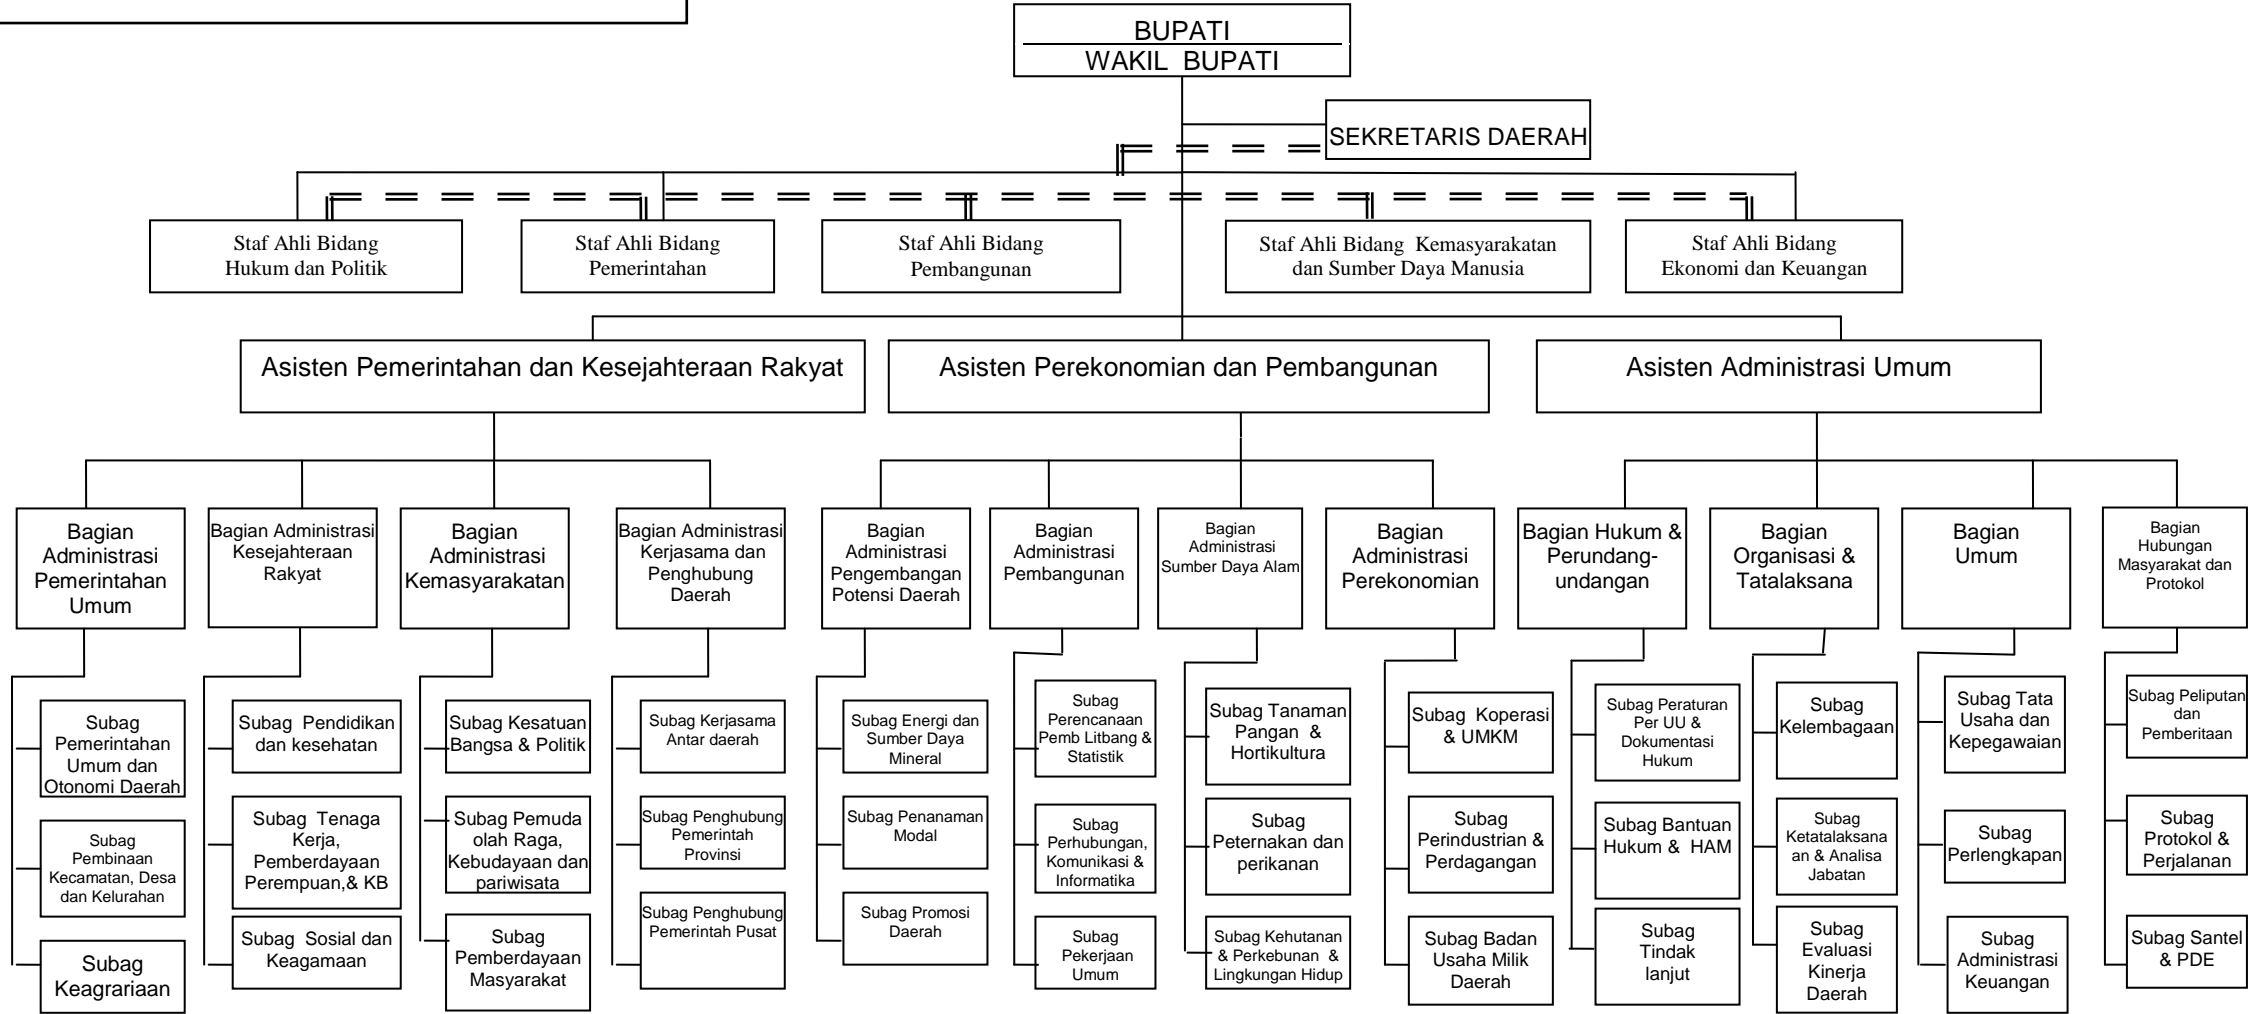 BUPATI
WAKIL BUPATI
SEKRETARIS DAERAH
Staf Ahli Bidang
Hukum dan Politik
Staf Ahli Bidang
Pemerintahan
Staf Ahli Bidang
Pembangunan
Staf Ahli Bidang Kemasyarakatan
dan Sumber Daya Manusia
Staf Ahli Bidang
Ekonomi dan Keuangan
Asisten Pemerintahan dan Kesejahteraan Rakyat
Asisten Perekonomian dan Pembangunan
Asisten Administrasi Umum
Bagian
Administrasi
Pemerintahan
Umum
Bagian Administrasi
Kesejahteraan
Rakyat
Bagian
Administrasi
Kemasyarakatan
Bagian Administrasi
Kerjasama dan
Penghubung
Daerah
Bagian
Administrasi
Pengembangan
Potensi Daerah
Bagian
Administrasi
Pembangunan
Bagian
Administrasi
Sumber Daya Alam
Bagian
Administrasi
Perekonomian
Bagian Hukum &
Perundang-
undangan
Bagian
Organisasi &
Tatalaksana
Bagian
Umum
Bagian
Hubungan
Masyarakat dan
Protokol
Subag
Pemerintahan
Umum dan
Otonomi Daerah
Subag Pendidikan
dan kesehatan
Subag Kesatuan
Bangsa & Politik
Subag Kerjasama
Antar daerah
Subag Energi dan
Sumber Daya
Mineral
Subag
Perencanaan
Pemb Litbang &
Statistik
Subag Tanaman
Pangan &
Hortikultura
Subag Koperasi
& UMKM
Subag Peraturan
Per UU &
Dokumentasi
Hukum
Subag
Kelembagaan
Subag Tata
Usaha dan
Kepegawaian
Subag Peliputan
dan
Pemberitaan
Subag
Pembinaan
Kecamatan, Desa
dan Kelurahan
Subag Tenaga
Kerja,
Pemberdayaan
Perempuan,& KB
Subag Pemuda
olah Raga,
Kebudayaan dan
pariwisata
Subag Penghubung
Pemerintah
Provinsi
Subag Penanaman
Modal
Subag
Perhubungan,
Komunikasi &
Informatika
Subag
Peternakan dan
perikanan
Subag
Perindustrian &
Perdagangan
Subag Bantuan
Hukum & HAM
Subag
Ketatalaksana
an & Analisa
Jabatan
Subag
Perlengkapan
Subag
Protokol &
Perjalanan
Subag
Keagrariaan
Subag Sosial dan
Keagamaan
Subag
Pemberdayaan
Masyarakat
Subag Penghubung
Pemerintah Pusat
Subag Promosi
Daerah
Subag
Pekerjaan
Umum
Subag Kehutanan
& Perkebunan &
Lingkungan Hidup
Subag Badan
Usaha Milik
Daerah
Subag
Tindak
lanjut
Subag
Evaluasi
Kinerja
Daerah
Subag
Administrasi
Keuangan
Subag Santel
& PDE